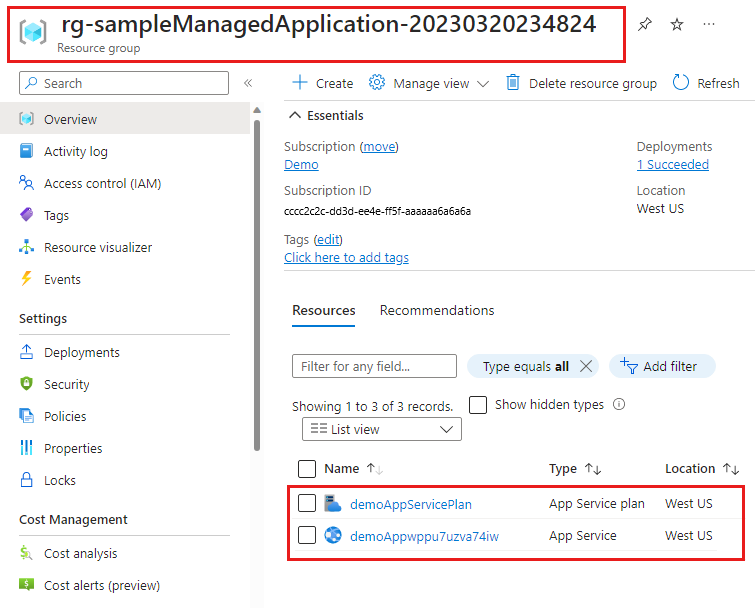 rg-sampleManagedApplication-20230320234824
Resource group
Search
Overview
Activity log
Access control (IAM)
Tags
Resource visualizer
Events
Settings
Deployments
Security
Policies
Properties
Locks
Cost Management
Cost analysis
Cost alerts (preview)
Create Manage view Delete resource group Refresh
Essentials
Subscription (move)
Demo
Subscription ID
cccc2c2c-dd3d-ee4e-ff5f-aaaaaa6a6a6a
Tags (edit)
Click here to add tags
Deployments
1 Succeeded
Location
West US
Resources Recommendations
Filter for any field... Type equals all Add filter
Showing 1 to 3 of 3 records. Show hidden types
List view
Name Type Location
demoAppServicePlan App Service plan West US
demoAppwppu7uzva74iw App Service West US